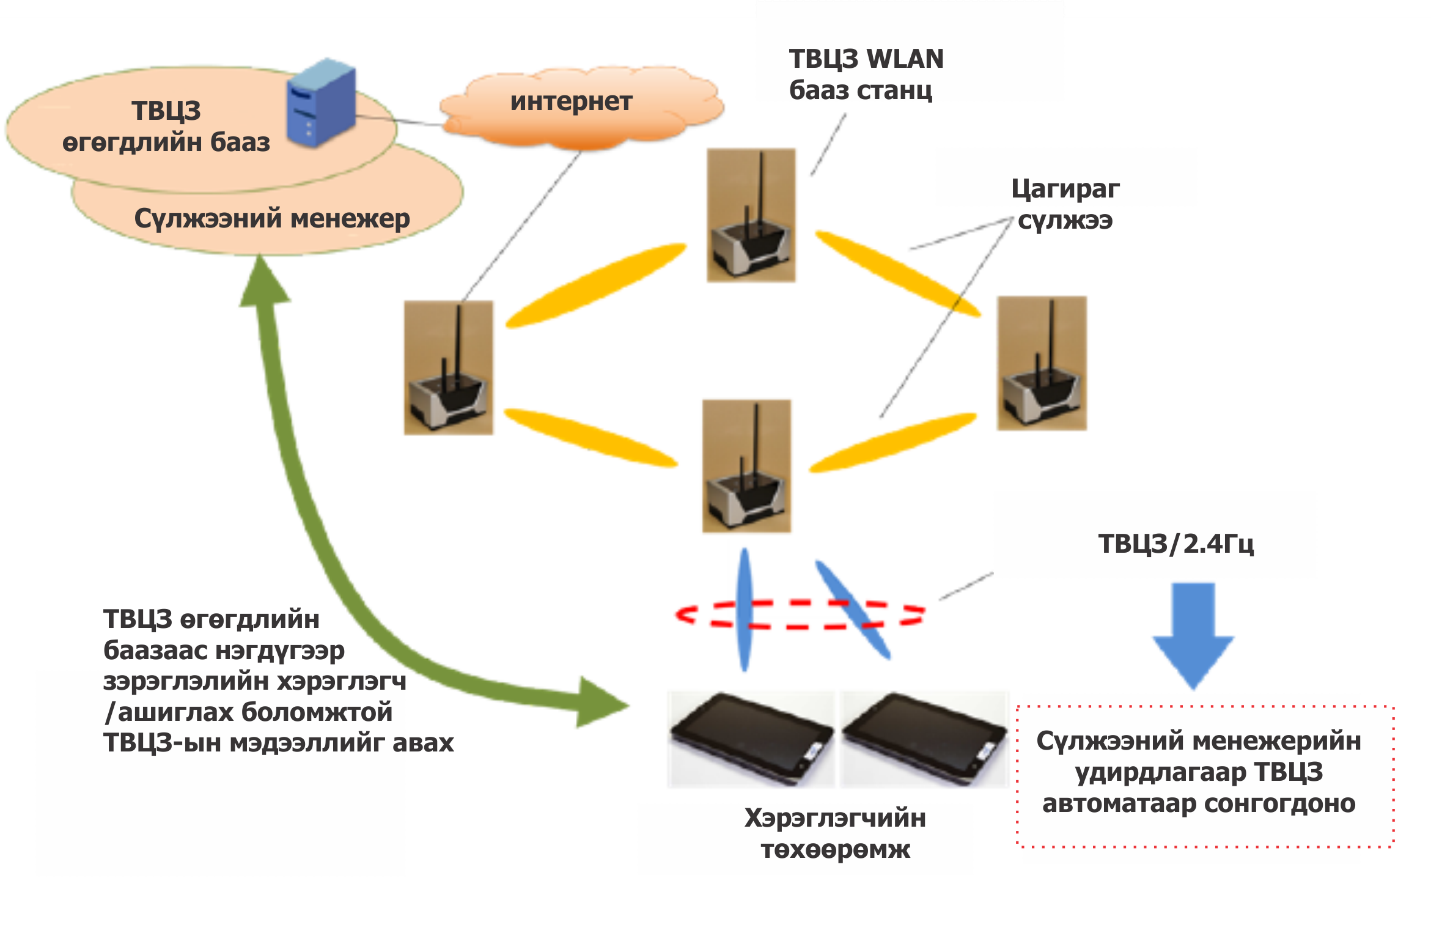 ТВЦЗ WLAN
бааз станц
ТВЦЗ
өгөгдлийн бааз
интернет
Сүлжээний менежер
Цагираг
сүлжээ
ТВЦЗ/2.4Гц
ТВЦЗ өгөгдлийн
баазаас нэгдүгээр
зэрэглэлийн хэрэглэгч
/ашиглах боломжтой
ТВЦЗ-ын мэдээллийг авах
Сүлжээний менежерийн
удирдлагаар ТВЦЗ
автоматаар сонгогдоно
Хэрэглэгчийн
төхөөрөмж